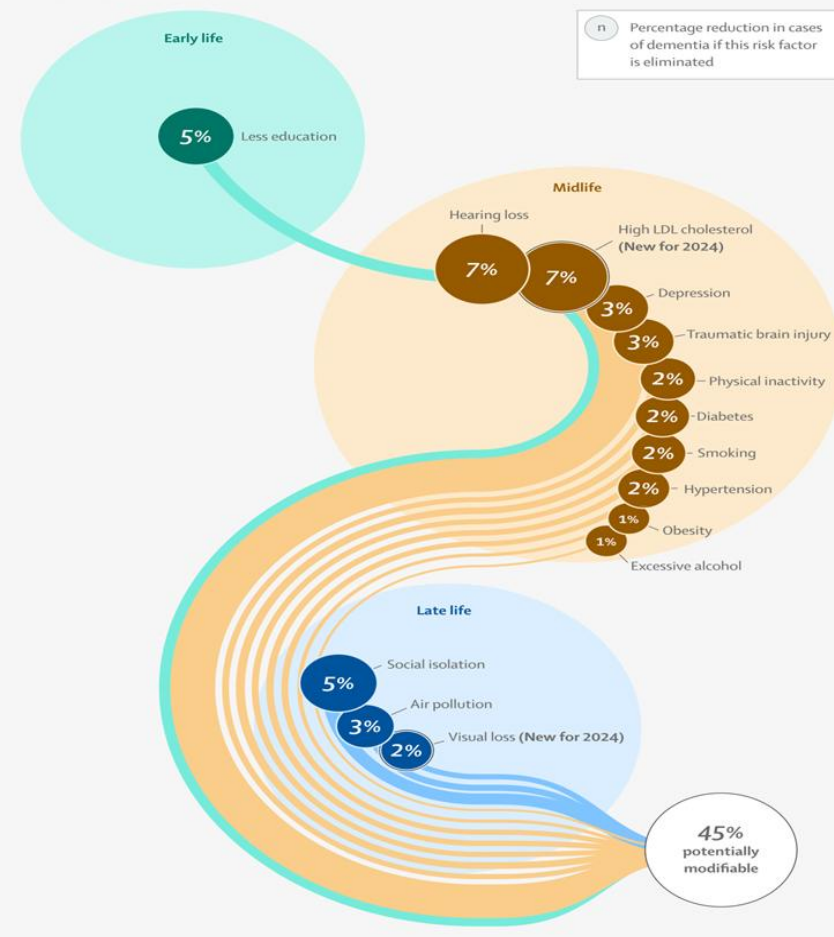 Early life
n
Percentage reduction in cases
of dementia if this risk factor
is eliminated
5%
Less education
Midlife
Hearing loss
7%
High LDL cholesterol
(New for 2024)
7%
Depression
3%
Traumatic brain injury
3%
Physical inactivity
2%
Diabetes
2%
Smoking
2%
Hypertension
2%
Obesity
1%
Excessive alcohol
1%
Late life
Social isolation
5%
Air pollution
3%
Visual loss (New for 2024)
2%
45%
potentially
modifiable